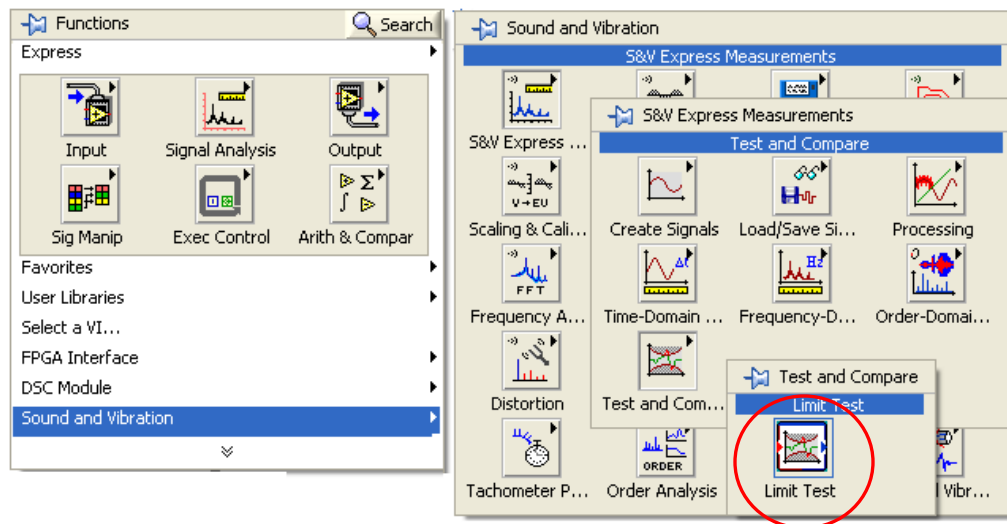 Functions
Search
Express
Input
Signal Analysis
Output
Sig Manip
Exec Control
Arith & Compar
Favorites
User Libraries
Select a VI...
FPGA Interface
DSC Module
Sound and Vibration
Sound and Vibration
S&V Express Measurements
S&V Express ...
Scaling & Cali...
V→EU
Frequency A...
FFT
Distortion
Tachometer P...
Order Analysis
ORDER
Vibr...
S&V Express Measurements
Test and Compare
Create Signals
Load/Save Si...
Processing
Time-Domain ...
Frequency-D...
Order-Domai...
Test and Com...
Test and Compare
Limit Test
Limit Test